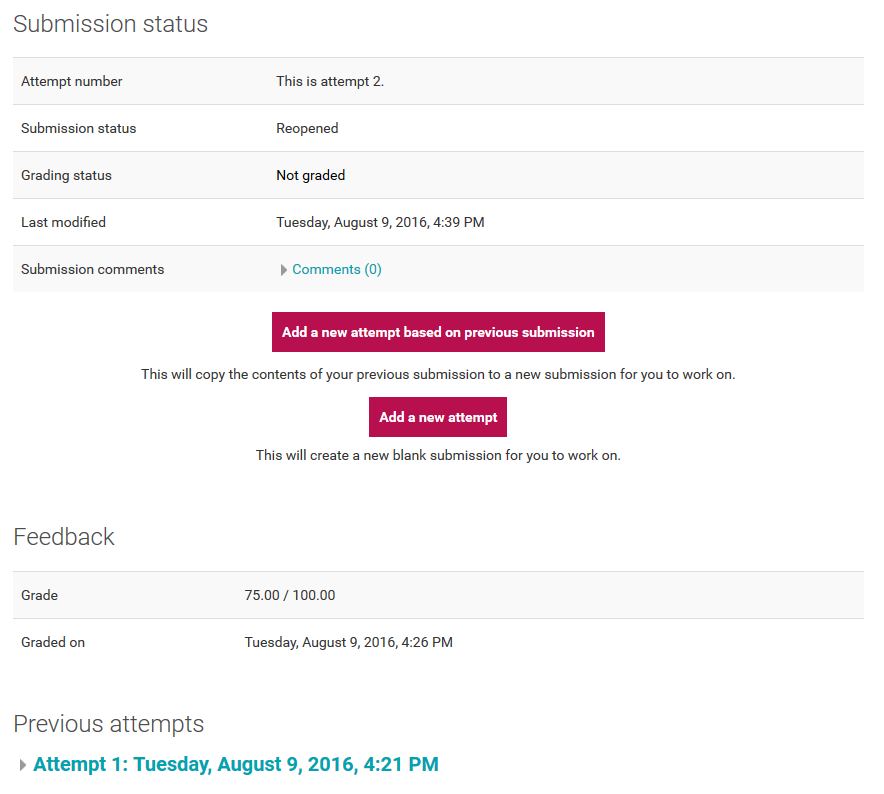 Submission status
Attempt number This is attempt 2.
Submission status Reopened
Grading status Not graded
Last modified Tuesday, August 9, 2016, 4:39 PM
Submission comments Comments (0)
Add a new attempt based on previous submission
This will copy the contents of your previous submission to a new submission for you to work on.
Add a new attempt
This will create a new blank submission for you to work on.
Feedback
Grade 75.00 / 100.00
Graded on Tuesday, August 9, 2016, 4:26 PM
Previous attempts
Attempt 1: Tuesday, August 9, 2016, 4:21 PM